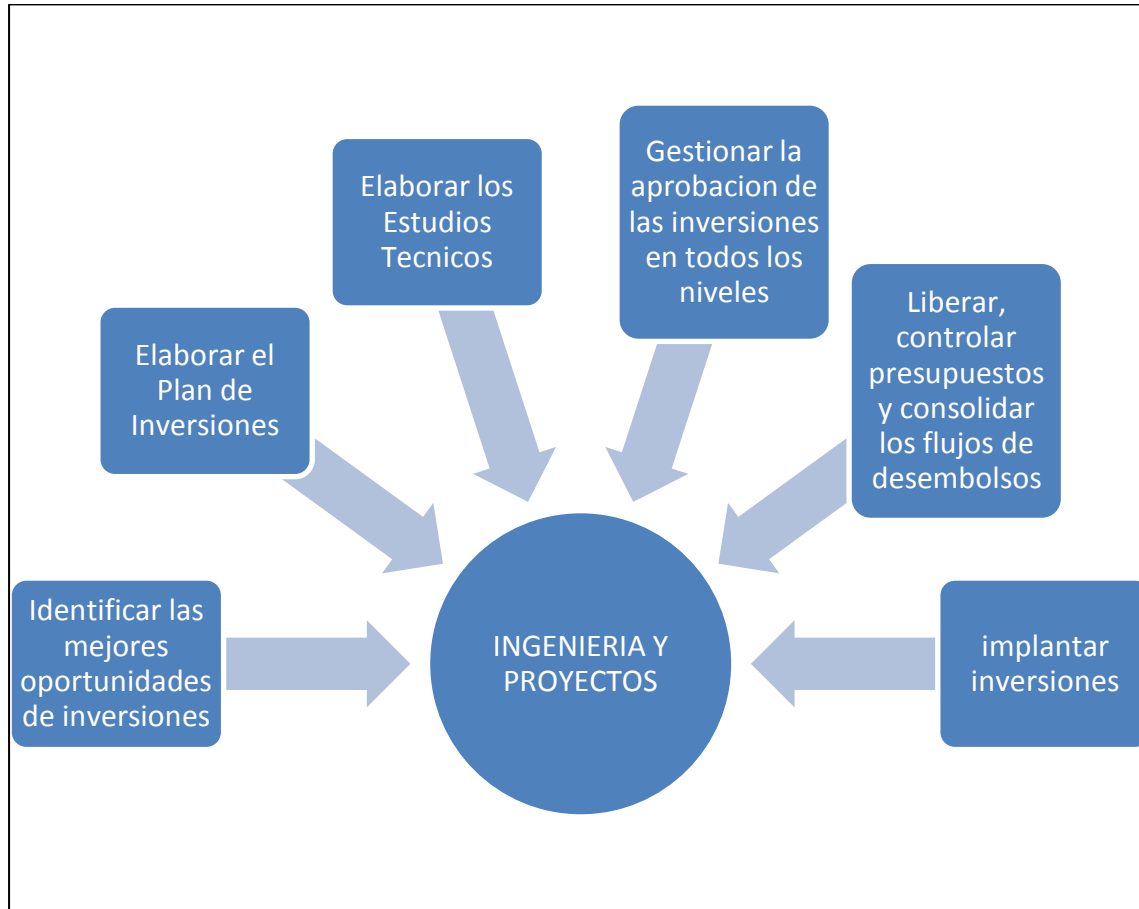 Identificar las
mejores
oportunidades
de inversiones
Elaborar el
Plan de
Inversiones
Elaborar los
Estudios
Tecnicos
Gestionar la
aprobacion de
las inversiones
en todos los
niveles
Liberar,
controlar
presupuestos
y consolidar
los flujos de
desembolsos
implantar
inversiones
INGENIERIA Y
PROYECTOS